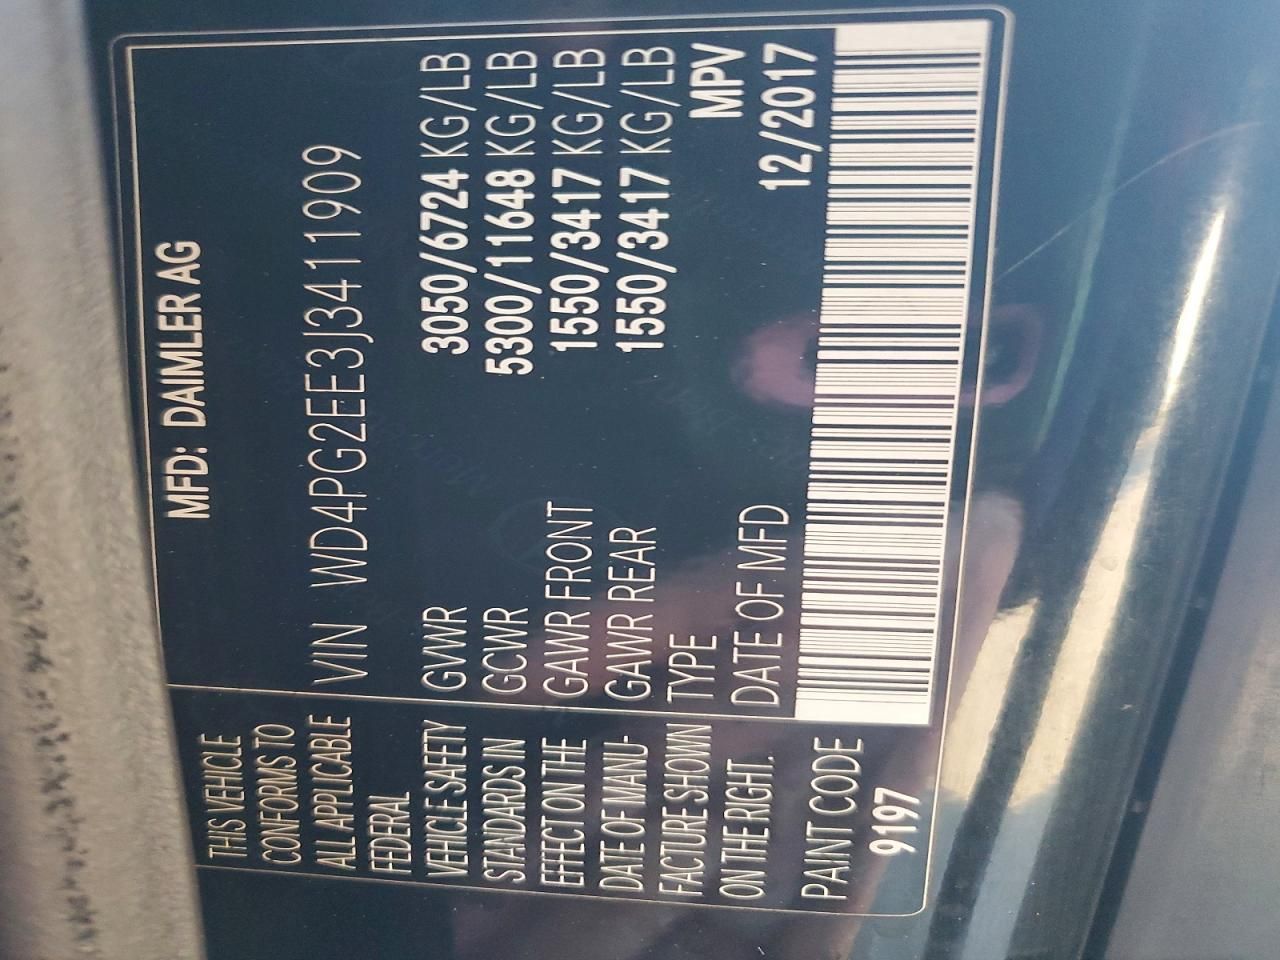 MFD: DAIMLER AG
THIS VEHICLE
CONFORMS TO
ALL APPLICABLE
FEDERAL
VEHICLE SAFETY
STANDARDS IN
EFFECT ON THE
DATE OF MANU-
FACTURE SHOWN
ON THE RIGHT.
VIN WD4PG2EE3J3411909
GVWR 3050/6724 KG/LB
GCWR 5300/11648 KG/LB
GAWR FRONT 1550/3417 KG/LB
GAWR REAR 1550/3417 KG/LB
TYPE MPV
DATE OF MFD 12/2017
PAINT CODE
9197